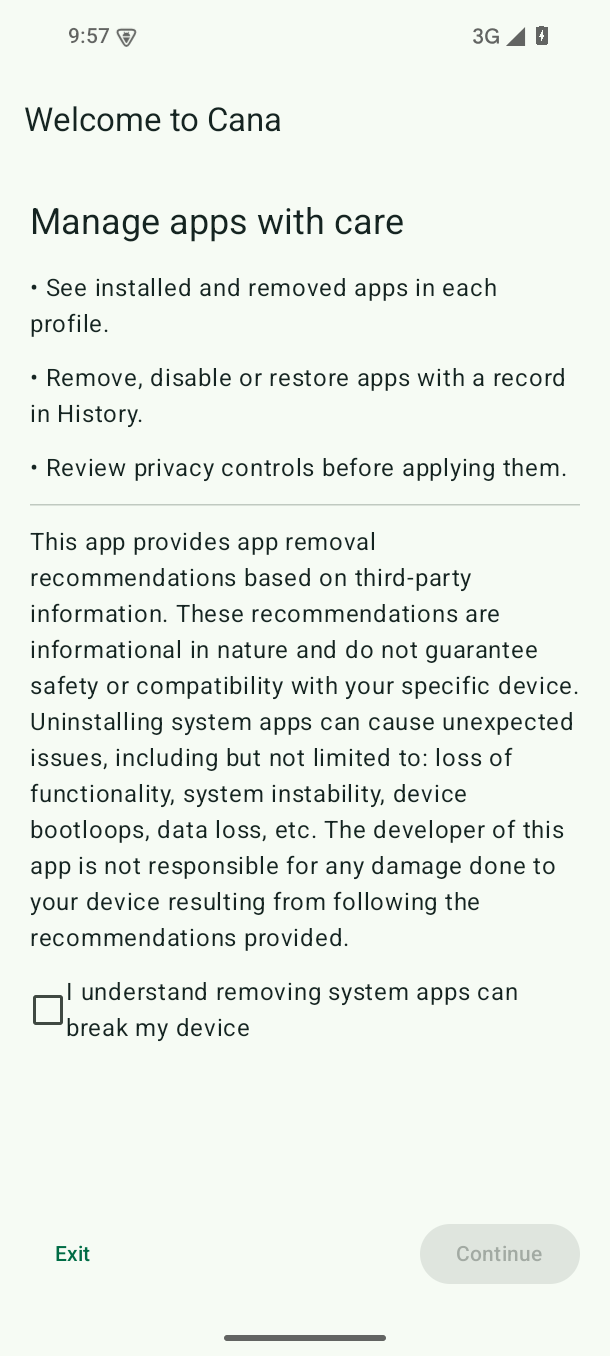 9:57
3G
Welcome to Cana
Manage apps with care
• See installed and removed apps in each
profile.
• Remove, disable or restore apps with a record
in History.
• Review privacy controls before applying them.
This app provides app removal
recommendations based on third-party
information. These recommendations are
informational in nature and do not guarantee
safety or compatibility with your specific device.
Uninstalling system apps can cause unexpected
issues, including but not limited to: loss of
functionality, system instability, device
bootloops, data loss, etc. The developer of this
app is not responsible for any damage done to
your device resulting from following the
recommendations provided.
I understand removing system apps can
break my device
Exit
Continue